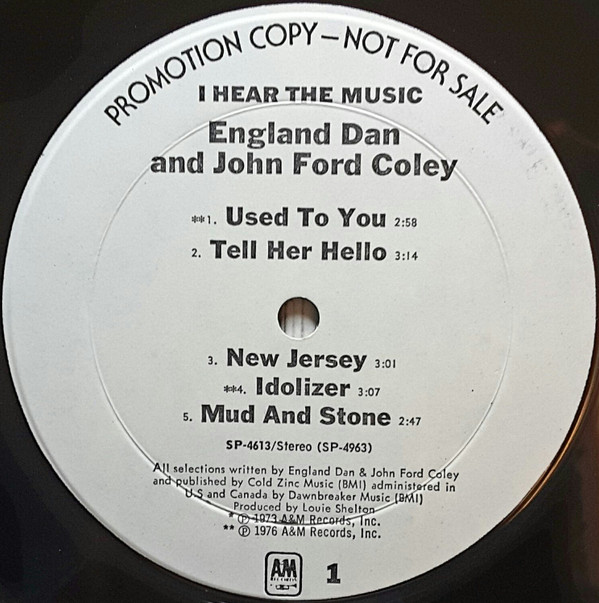 PROMOTION COPY—NOT FOR SALE
I HEAR THE MUSIC
England Dan
and John Ford Coley
**1. Used To You 2:58
2. Tell Her Hello 3:14
3. New Jersey 3:01
**4. Idolizer 3:07
5. Mud And Stone 2:47
SP-4613/Stereo (SP-4963)
All selections written by England Dan & John Ford Coley
and published by Cold Zinc Music (BMI) administered in
U.S and Canada by Dawnbreaker Music (BMI)
Produced by Louie Shelton
* ℗ 1973 A&M Records, Inc.
** ℗ 1976 A&M Records, Inc.
A&M
RECORDS
1